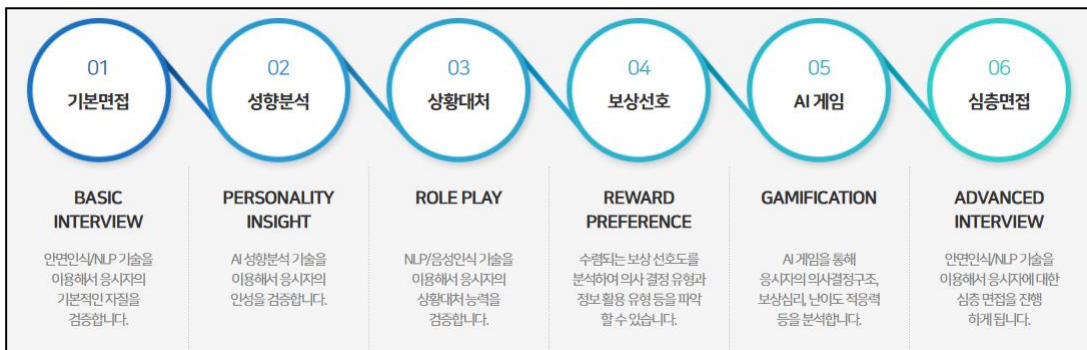 01
기본면접
02
성향분석
03
상황대처
04
보상선호
05
AI 게임
06
심층면접
BASIC
INTERVIEW
안면인식/NLP 기술을
이용해서 응시자의
기본적인 자질을
검증합니다.
PERSONALITY
INSIGHT
AI 성향분석 기술을
이용해서 응시자의
인성을 검증합니다.
ROLE PLAY
NLP/음성인식 기술을
이용해서 응시자의
상황대처 능력을
검증합니다.
REWARD
PREFERENCE
수렴되는 보상 선호도를
분석하여 의사 결정 유형과
정보 활용 유형 등을 파악
할 수 있습니다.
GAMIFICATION
AI 게임을 통해
응시자의 의사결정구조,
보상심리, 난이도 적응력
등을 분석합니다.
ADVANCED
INTERVIEW
안면인식/NLP 기술을
이용해서 응시자에 대한
심층 면접을 진행
하게 됩니다.